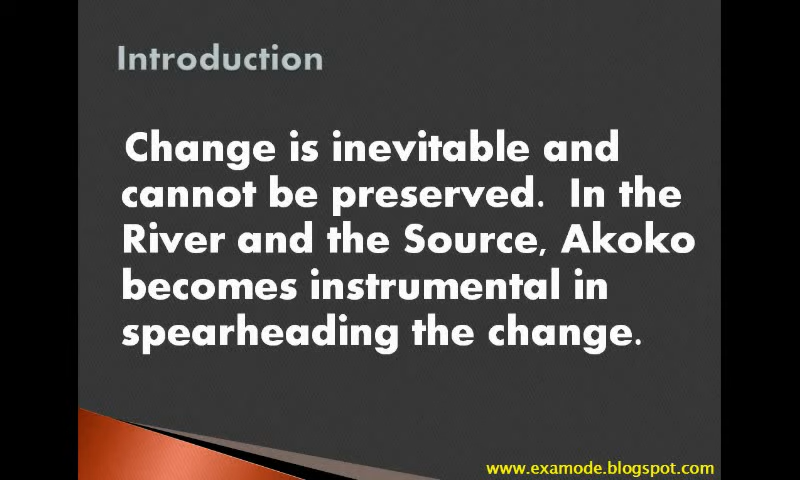 Introduction
Change is inevitable and
cannot be preserved. In the
River and the Source, Akoko
becomes instrumental in
spearheading the change.
www.examode.blogspot.com